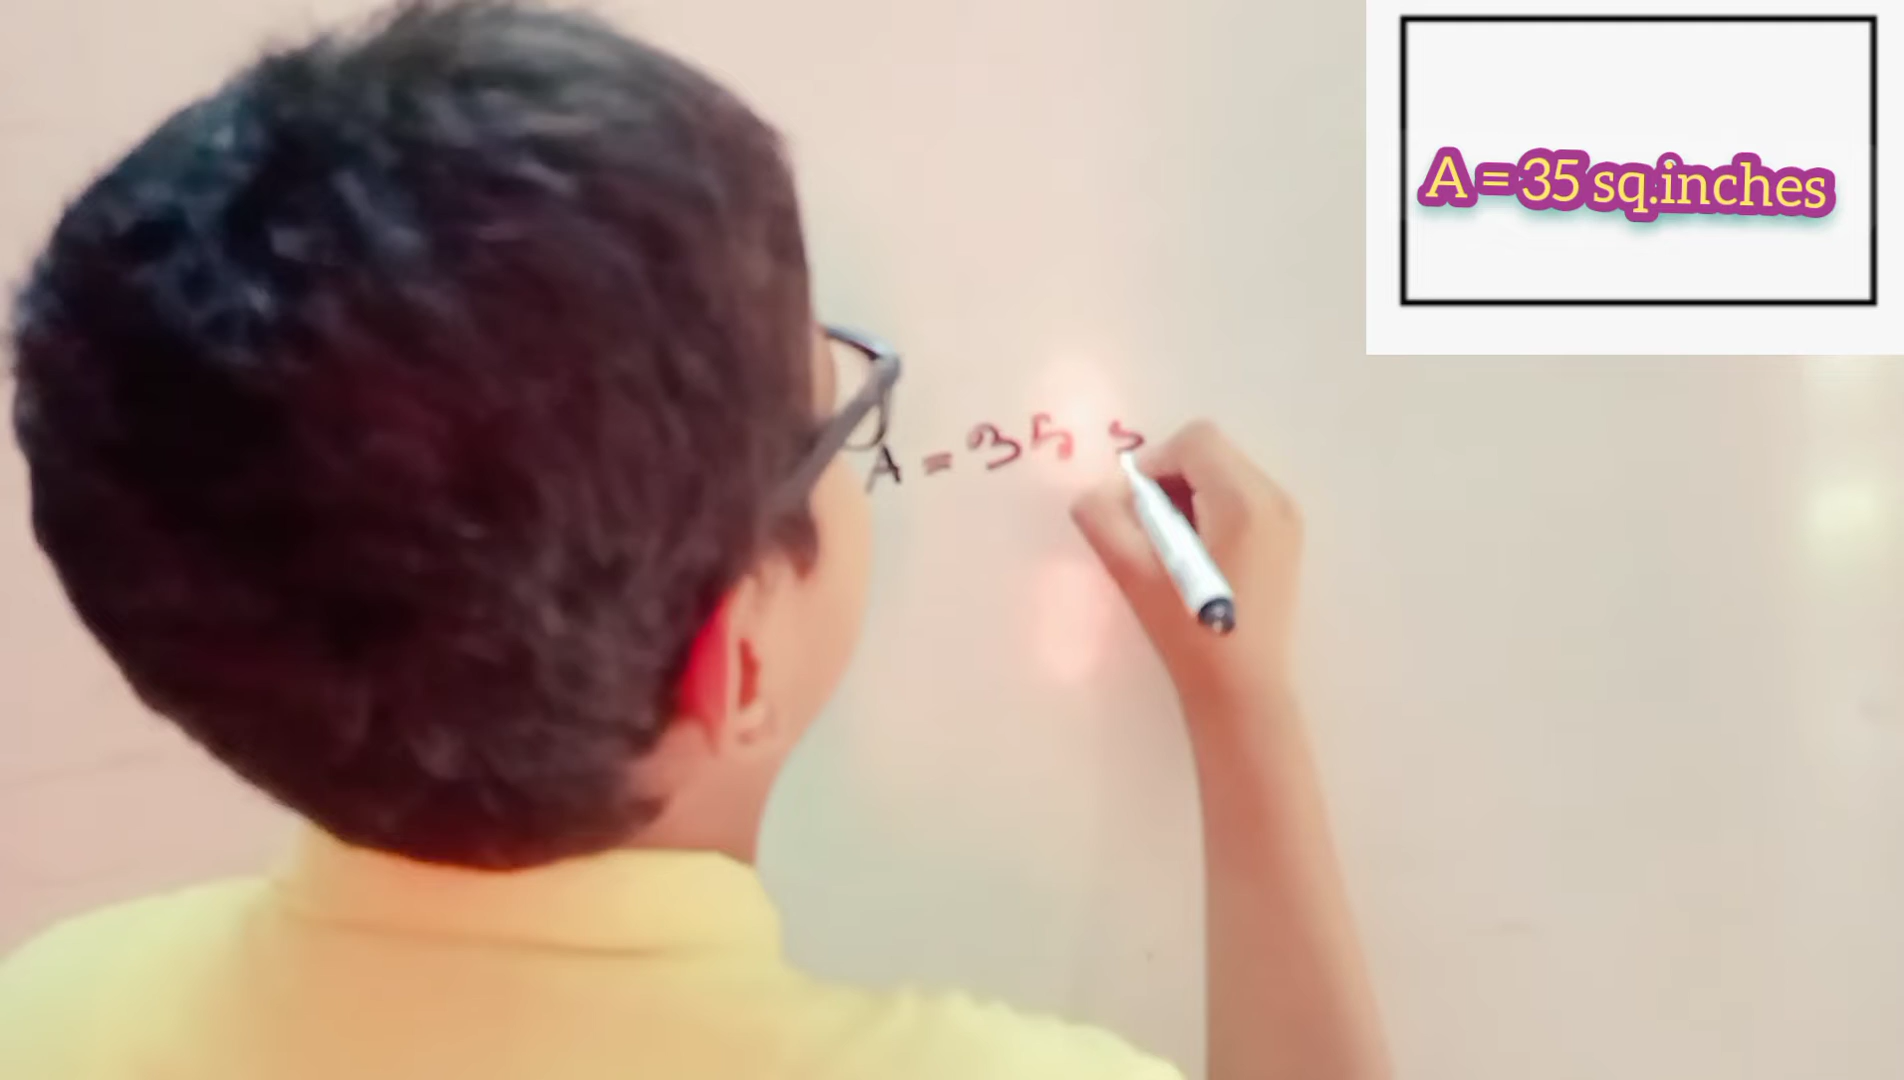 A = 35 sq.inches
A = 35 s